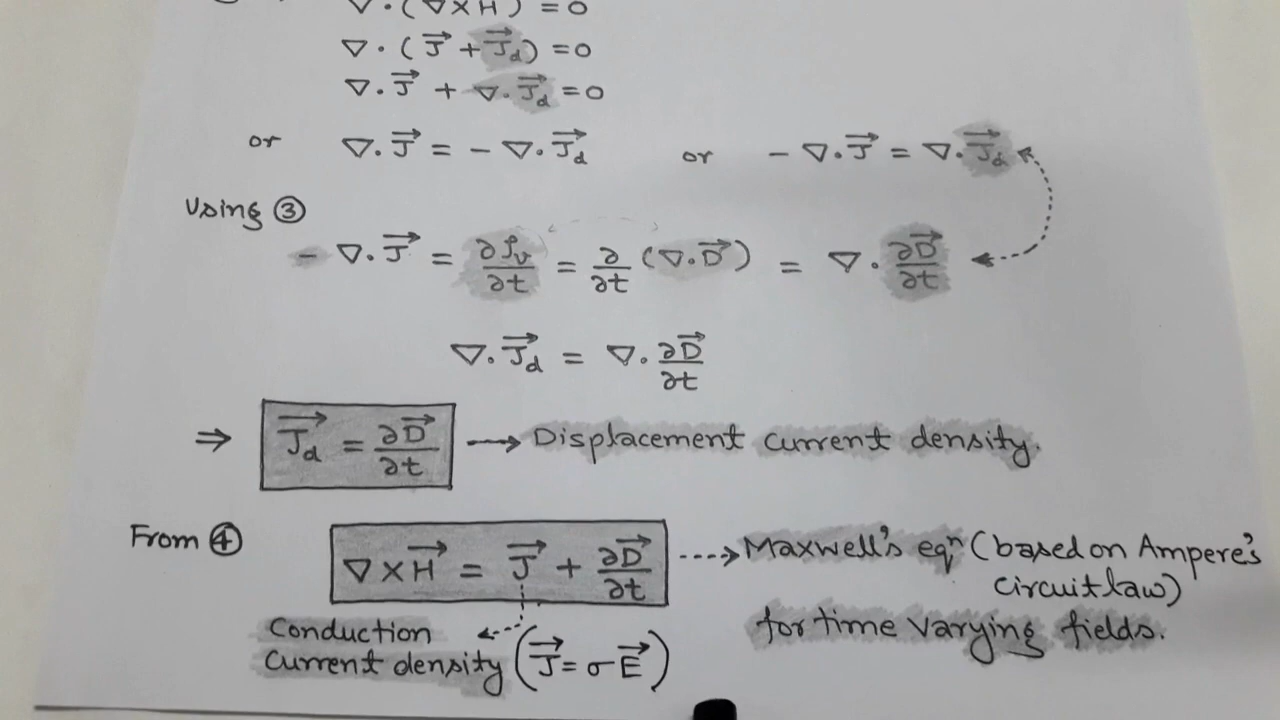 ∇·(∇×H) = 0
∇·(J⃗ + J⃗d) = 0
∇·J⃗ + ∇·J⃗d = 0
or ∇·J⃗ = - ∇·J⃗d or - ∇·J⃗ = ∇·J⃗d
Using ③
- ∇·J⃗ = ∂ρv/∂t = ∂/∂t (∇·D⃗) = ∇·∂D⃗/∂t
∇·J⃗d = ∇·∂D⃗/∂t
⇒ J⃗d = ∂D⃗/∂t → Displacement current density.
From ④ ∇×H⃗ = J⃗ + ∂D⃗/∂t ----> Maxwell's eqn (based on Ampere's
circuit law)
for time varying fields.
Conduction
current density (J⃗ = σE⃗)